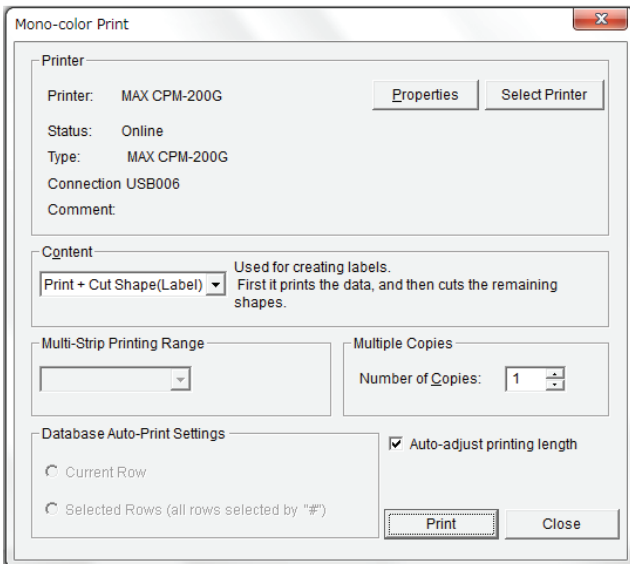 Mono-color Print
Printer
Printer: MAX CPM-200G
Properties
Select Printer
Status: Online
Type: MAX CPM-200G
Connection USB006
Comment:
Content
Print + Cut Shape(Label)
Used for creating labels.
First it prints the data, and then cuts the remaining
shapes.
Multi-Strip Printing Range
Multiple Copies
Number of Copies: 1
Database Auto-Print Settings
Current Row
Selected Rows (all rows selected by "#")
Auto-adjust printing length
Print
Close